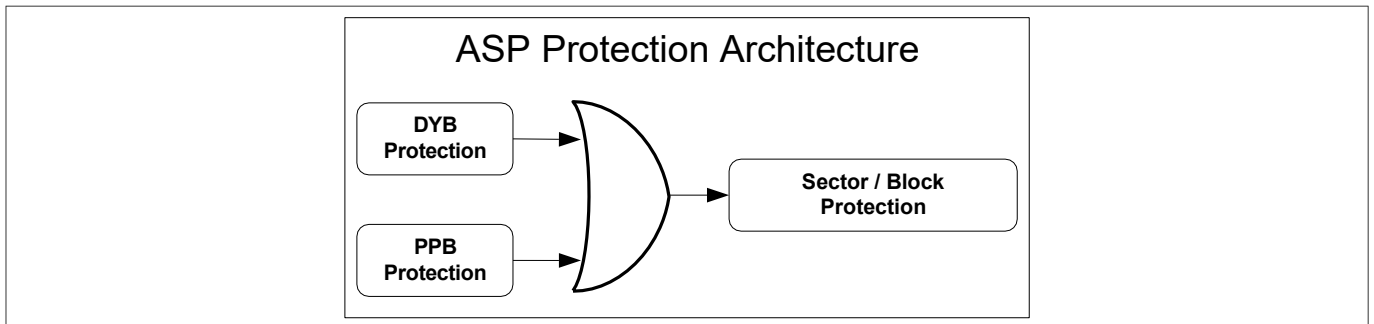 ASP Protection Architecture
DYB
Protection
PPB
Protection
Sector / Block
Protection